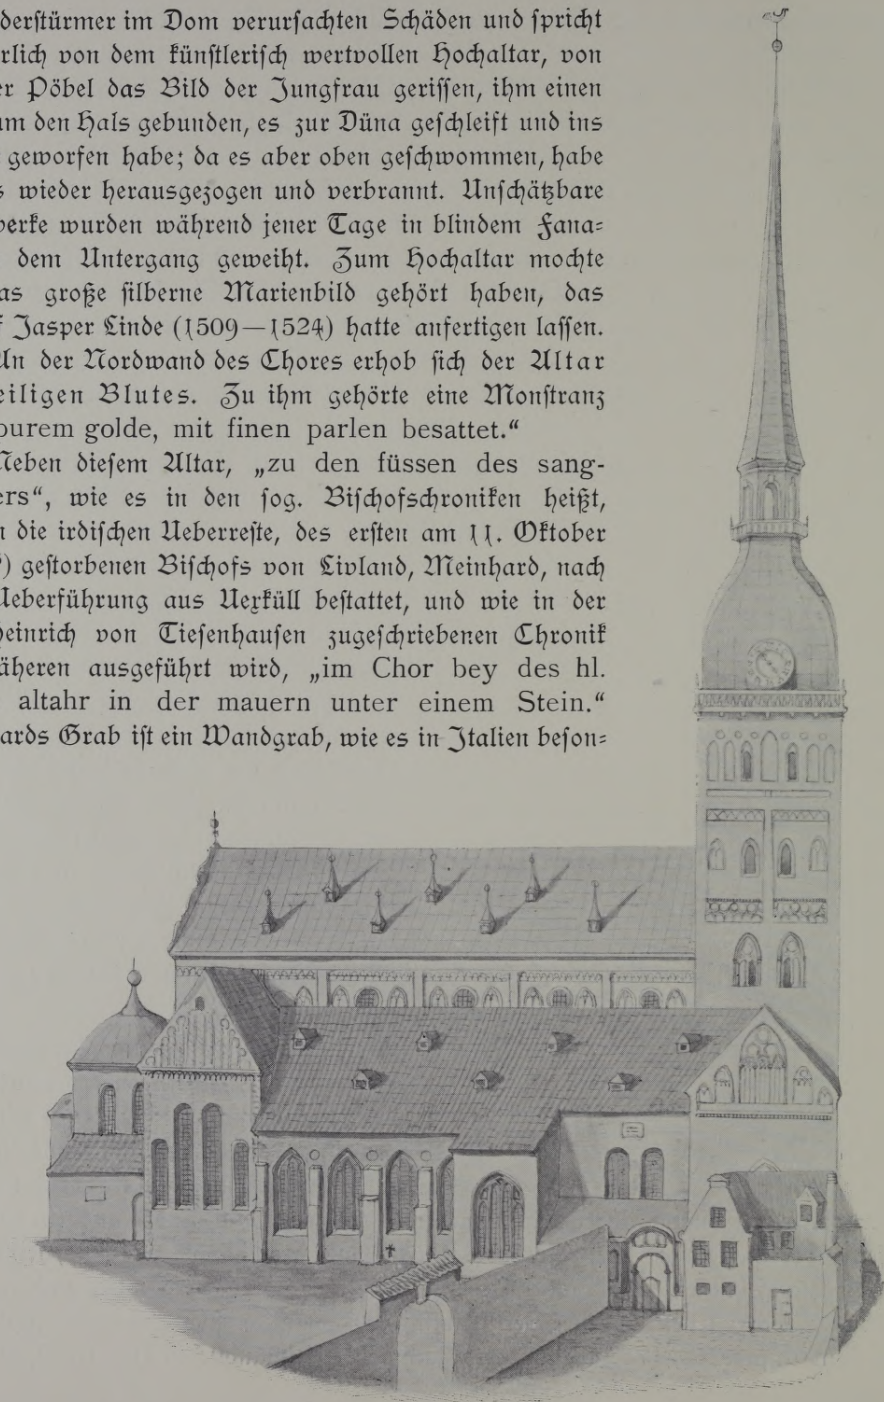 derstürmer im Dom verursachten Schäden und spricht
rlich von dem künstlerisch wertvollen Hochaltar, von
er Pöbel das Bild der Jungfrau gerissen, ihm einen
um den Hals gebunden, es zur Düna geschleift und ins
geworfen habe; da es aber oben geschwommen, habe
s wieder herausgezogen und verbrannt. Unschätzbare
werke wurden während jener Tage in blindem Fana-
dem Untergang geweiht. Zum Hochaltar mochte
as große silberne Marienbild gehört haben, das
f Jasper Linde (1509—1524) hatte anfertigen lassen.
An der Nordwand des Chores erhob sich der Altar
eiligen Blutes. Zu ihm gehörte eine Monstranz
purem golde, mit finen parlen besattet.“
Neben diesem Altar, „zu den füssen des sang-
ers“, wie es in den sog. Bischofschroniken heißt,
n die irdischen Ueberreste, des ersten am 11. Oktober
) gestorbenen Bischofs von Livland, Meinhard, nach
Ueberführung aus Uexküll bestattet, und wie in der
Heinrich von Tiesenhausen zugeschriebenen Chronik
äheren ausgeführt wird, „im Chor bey des hl.
altahr in der mauern unter einem Stein.“
ards Grab ist ein Wandgrab, wie es in Italien beson-